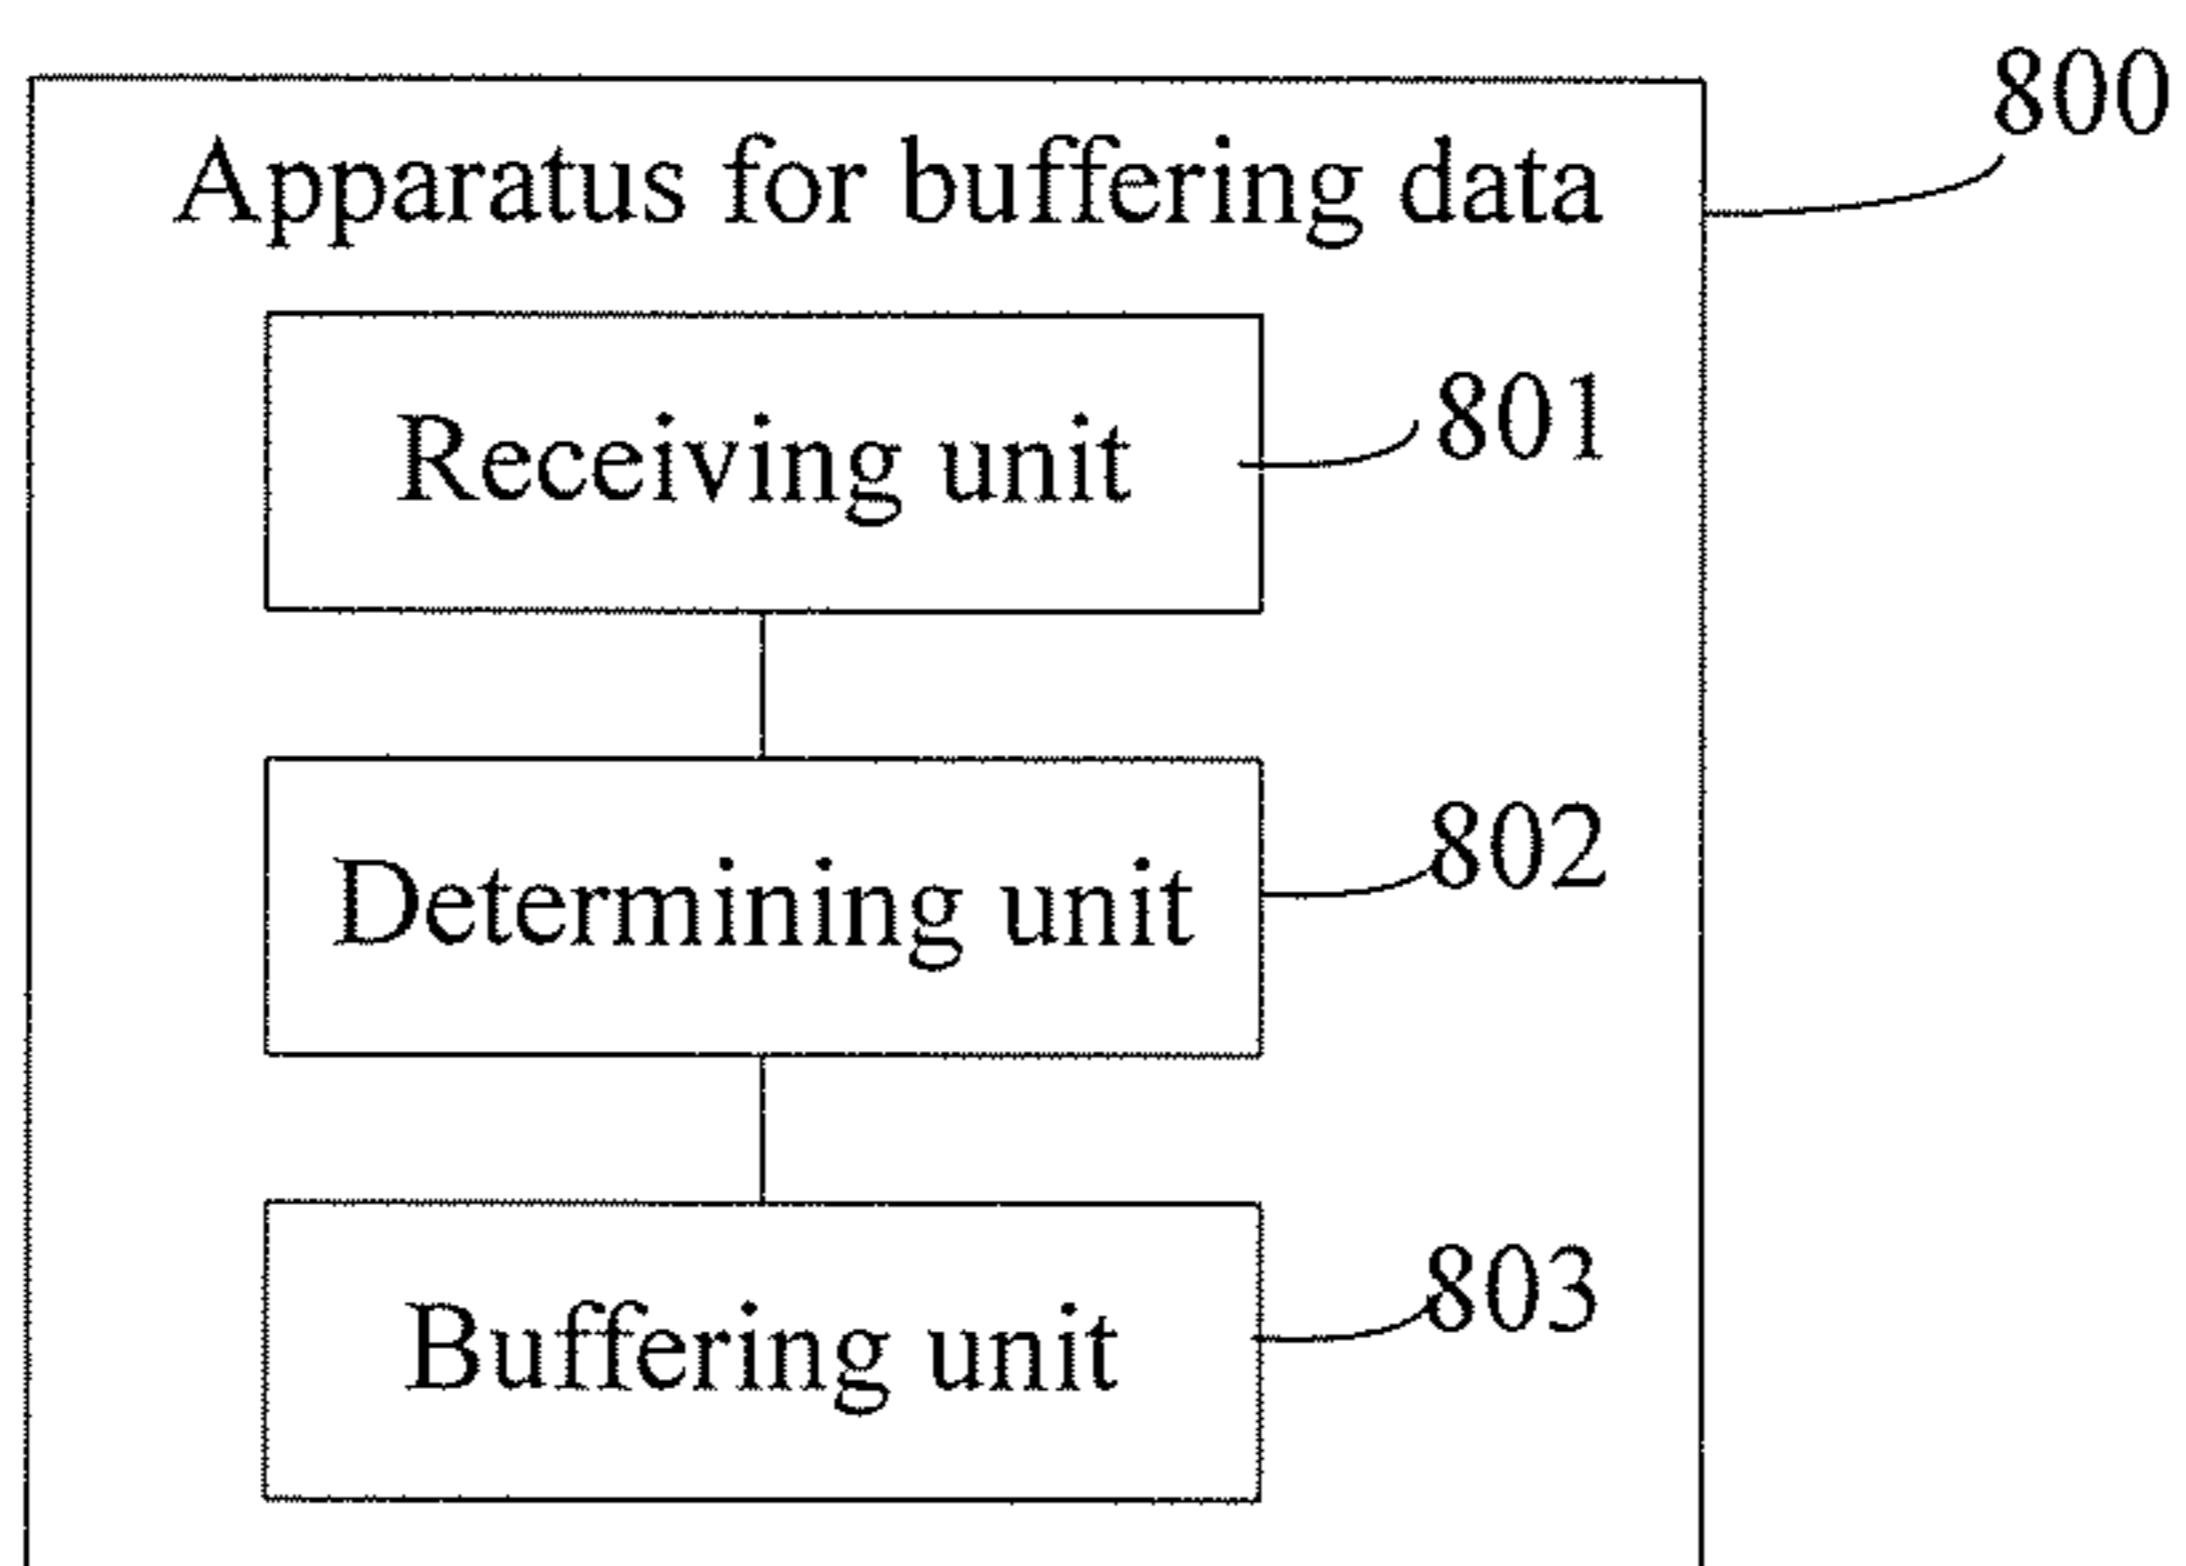 800
Apparatus for buffering data
Receiving unit
801
Determining unit
802
Buffering unit
803